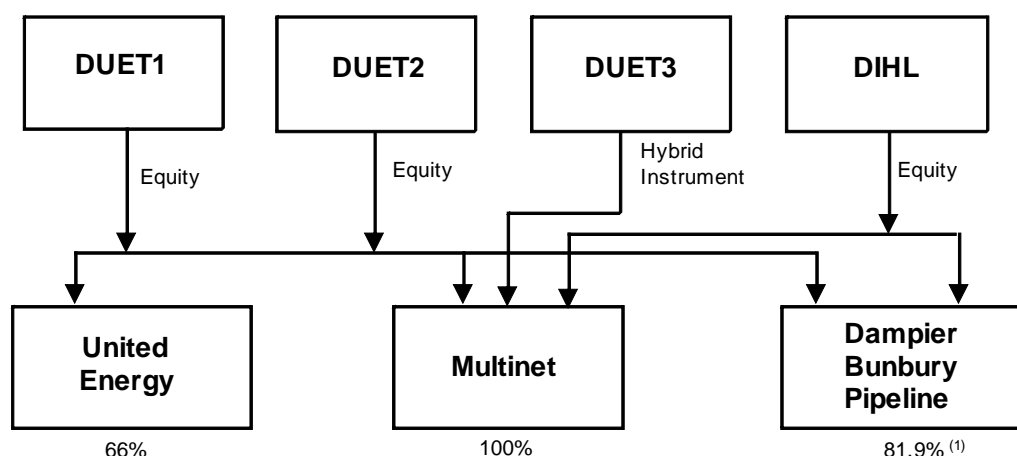 DUET1
DUET2
DUET3
DIHL
Equity
Equity
Hybrid
Instrument
Equity
United
Energy
Multinet
Dampier
Bunbury
Pipeline
66%
100%
81.9% (1)